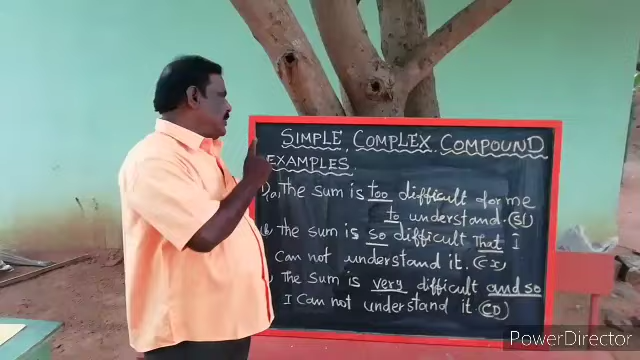 SIMPLE, COMPLEX. COMPOUND
EXAMPLES.
1) a) The sum is too difficult for me
to understand. (SI)
b) The sum is so difficult That I
can not understand it. (CX)
) The sum is very difficult and so
I can not understand it. (CD)
PowerDirector